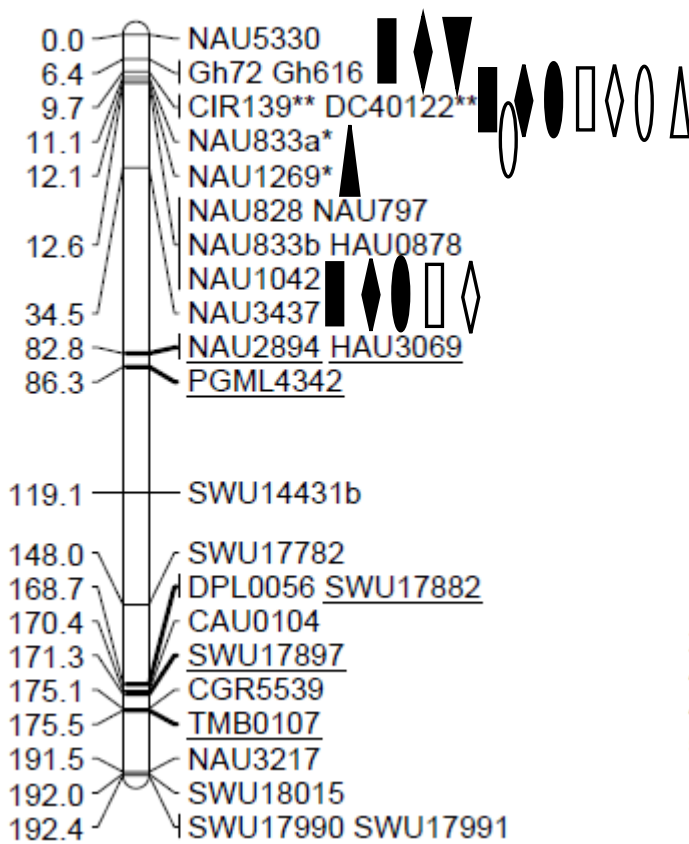 0.0 NAU5330
6.4 Gh72 Gh616
9.7 CIR139** DC40122**
11.1 NAU833a*
12.1 NAU1269*
NAU828 NAU797
12.6 NAU833b HAU0878
NAU1042
34.5 NAU3437
82.8 NAU2894 HAU3069
86.3 PGML4342
119.1 SWU14431b
148.0 SWU17782
168.7 DPL0056 SWU17882
170.4 CAU0104
171.3 SWU17897
175.1 CGR5539
175.5 TMB0107
191.5 NAU3217
192.0 SWU18015
192.4 SWU17990 SWU17991